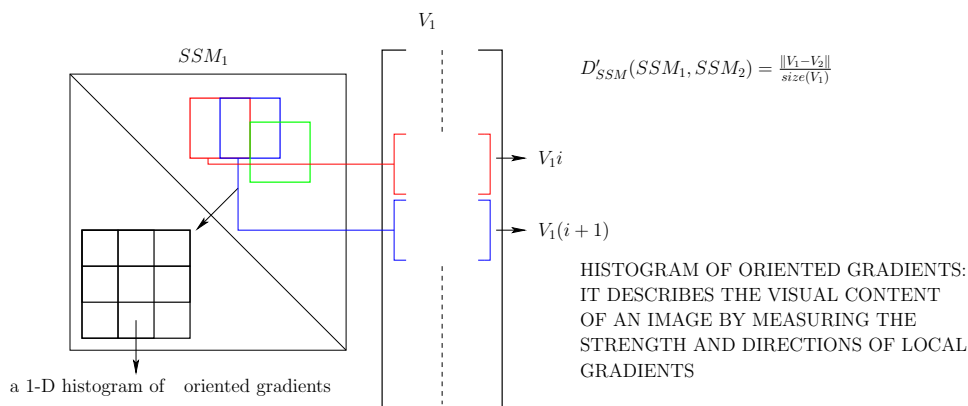 V₁
SSM₁
D′_SSM(SSM₁, SSM₂) = ‖V₁−V₂‖ / size(V₁)
V₁i
V₁(i + 1)
HISTOGRAM OF ORIENTED GRADIENTS:
IT DESCRIBES THE VISUAL CONTENT
OF AN IMAGE BY MEASURING THE
STRENGTH AND DIRECTIONS OF LOCAL
GRADIENTS
a 1-D histogram of oriented gradients